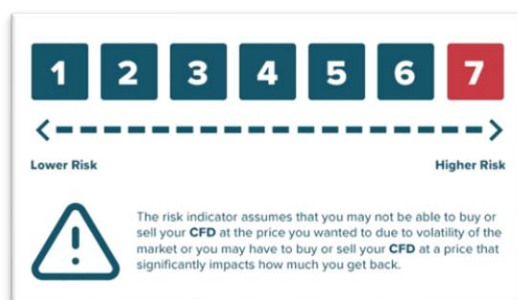 1 2 3 4 5 6 7
Lower Risk Higher Risk
The risk indicator assumes that you may not be able to buy or
sell your CFD at the price you wanted to due to volatility of the
market or you may have to buy or sell your CFD at a price that
significantly impacts how much you get back.